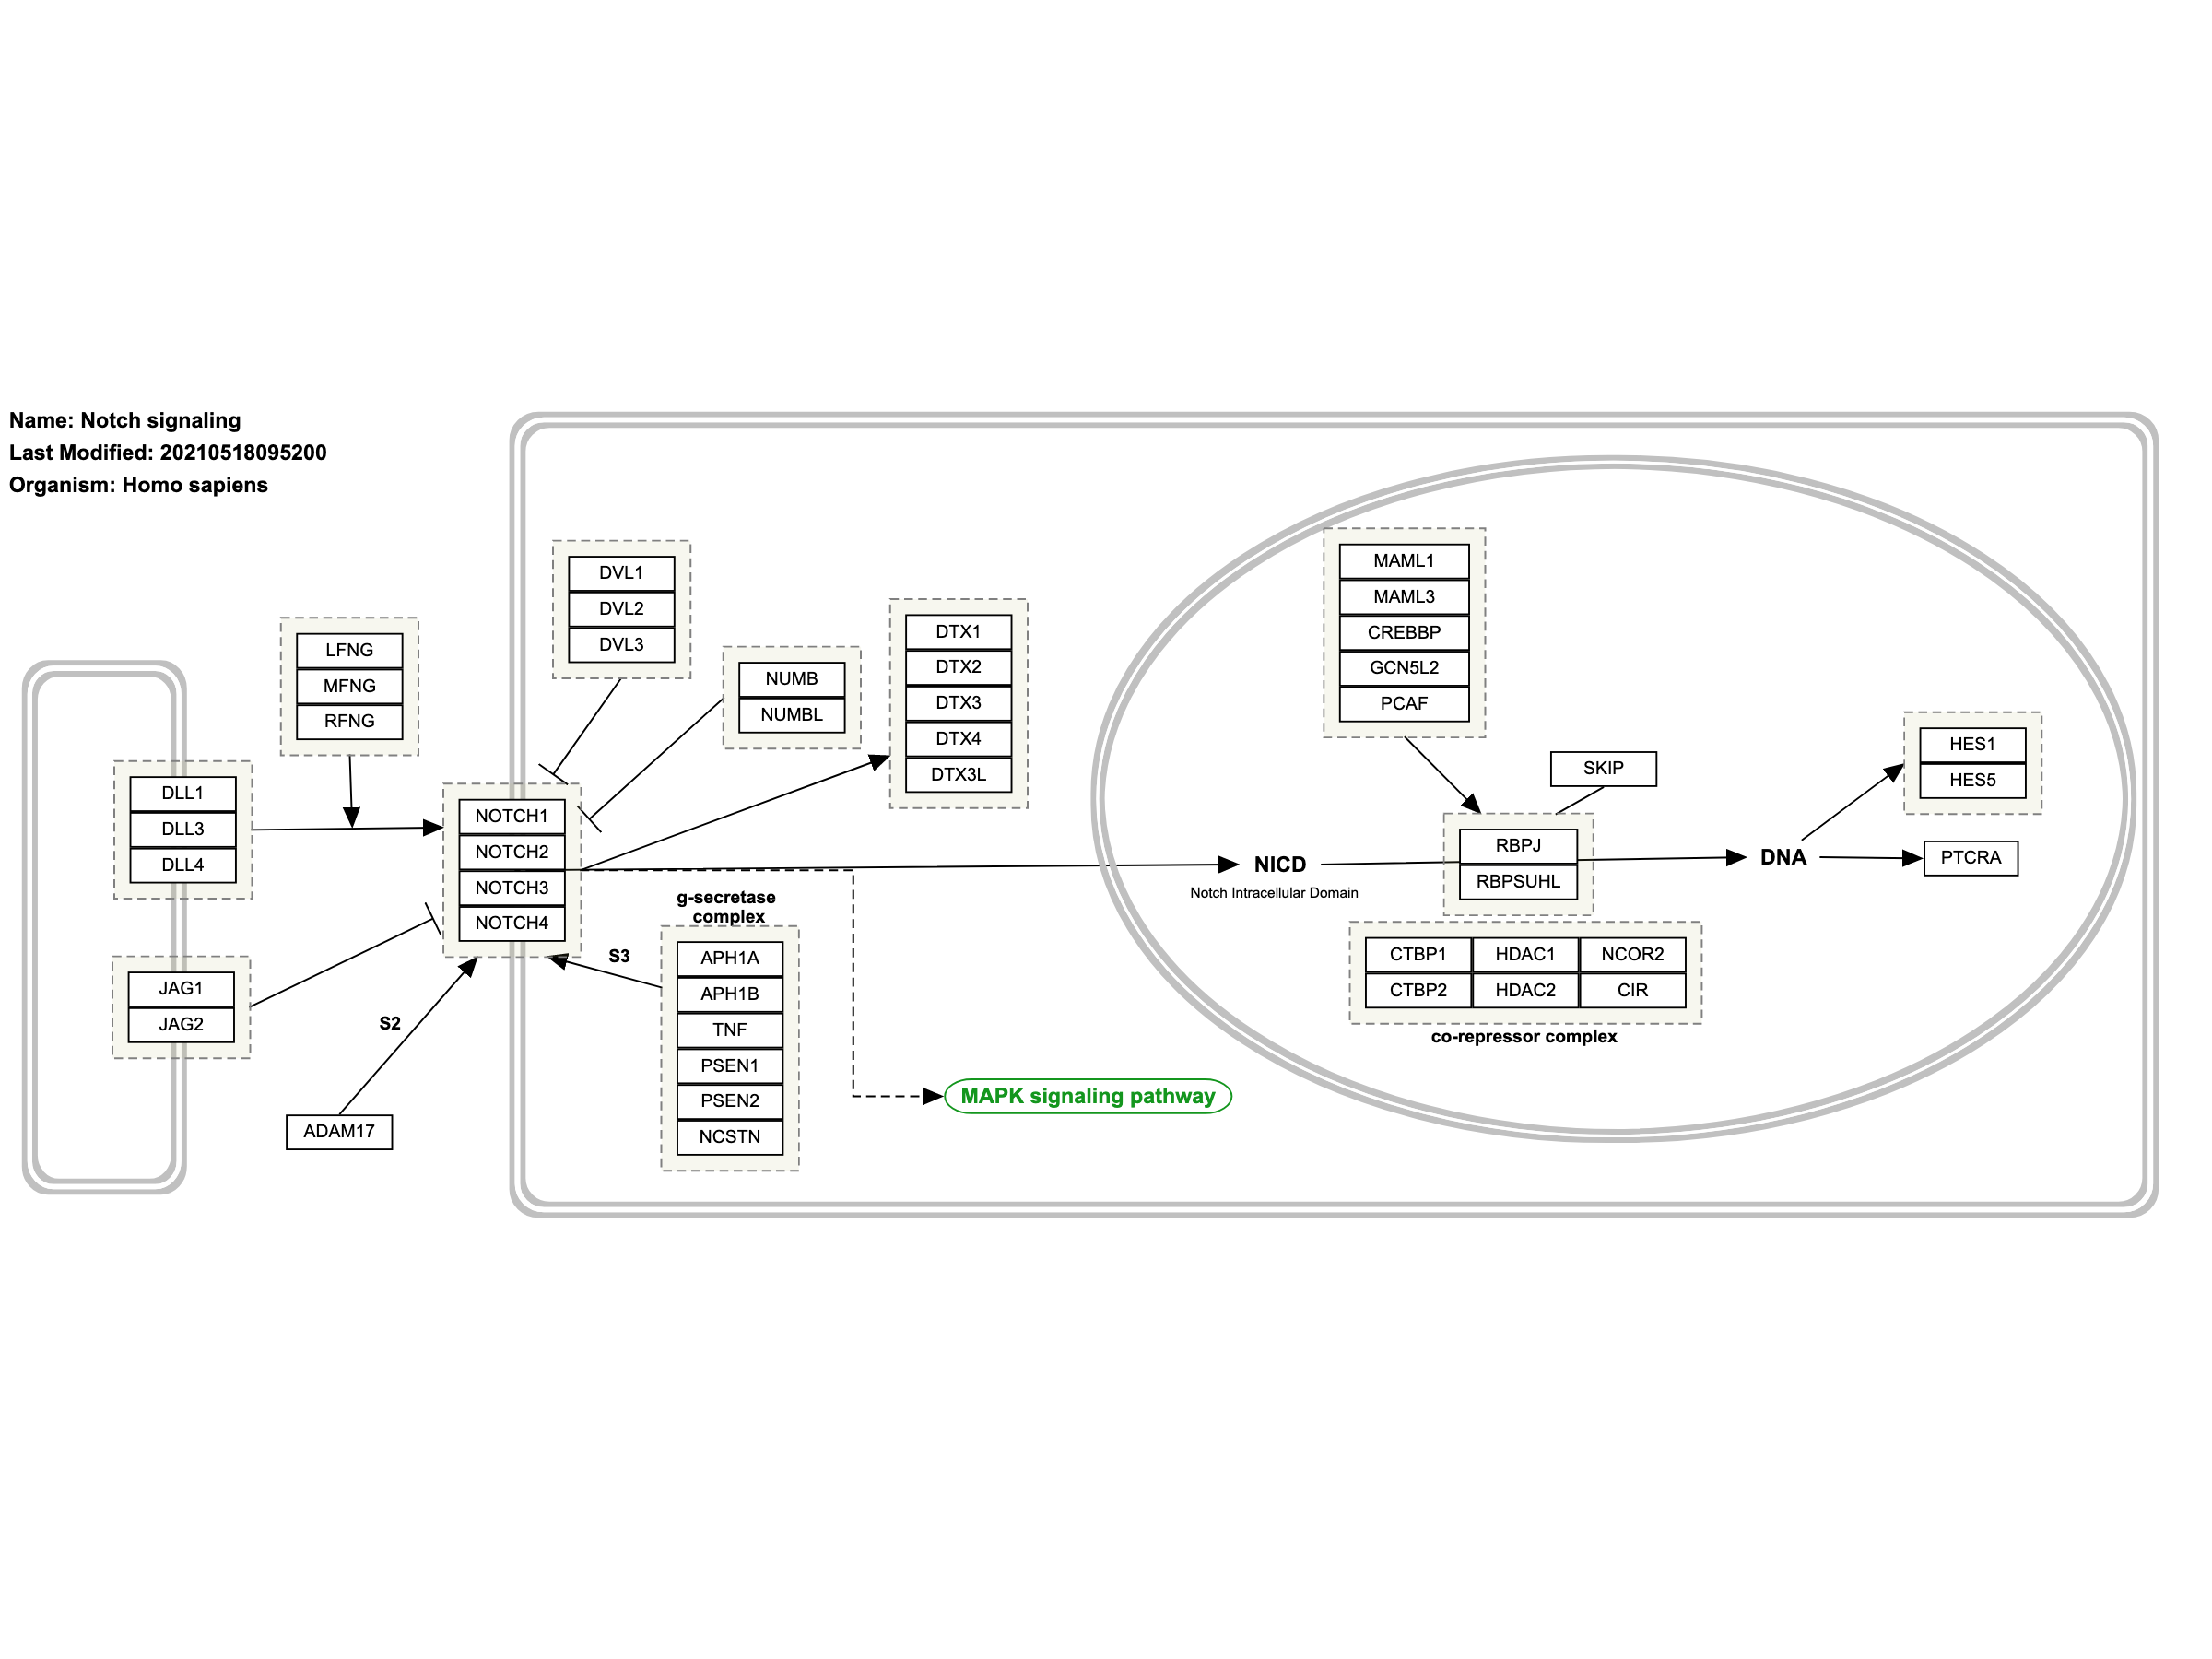 Name: Notch signaling
Last Modified: 20210518095200
Organism: Homo sapiens
DLL1
DLL3
DLL4
JAG1
JAG2
LFNG
MFNG
RFNG
S2
ADAM17
NOTCH1
NOTCH2
NOTCH3
NOTCH4
DVL1
DVL2
DVL3
NUMB
NUMBL
DTX1
DTX2
DTX3
DTX4
DTX3L
S3
g-secretase
complex
APH1A
APH1B
TNF
PSEN1
PSEN2
NCSTN
MAPK signaling pathway
NICD
Notch Intracellular Domain
MAML1
MAML3
CREBBP
GCN5L2
PCAF
SKIP
RBPJ
RBPSUHL
CTBP1 HDAC1 NCOR2
CTBP2 HDAC2 CIR
co-repressor complex
DNA
HES1
HES5
PTCRA